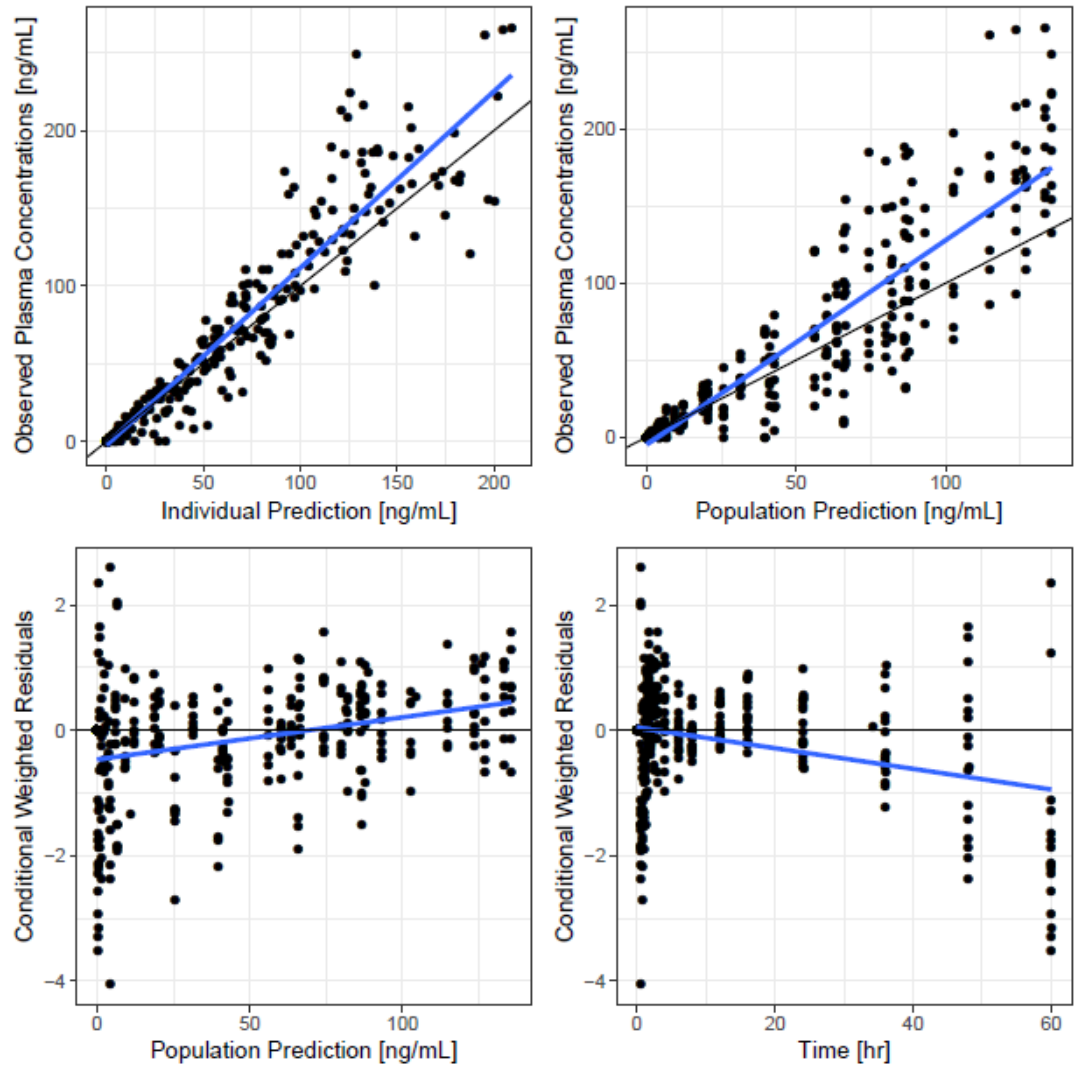 Observed Plasma Concentrations [ng/mL]
200
100
0
0 50 100 150 200
Individual Prediction [ng/mL]
Observed Plasma Concentrations [ng/mL]
200
100
0
0 50 100
Population Prediction [ng/mL]
Conditional Weighted Residuals
2
0
−2
−4
0 50 100
Population Prediction [ng/mL]
Conditional Weighted Residuals
2
0
−2
−4
0 20 40 60
Time [hr]